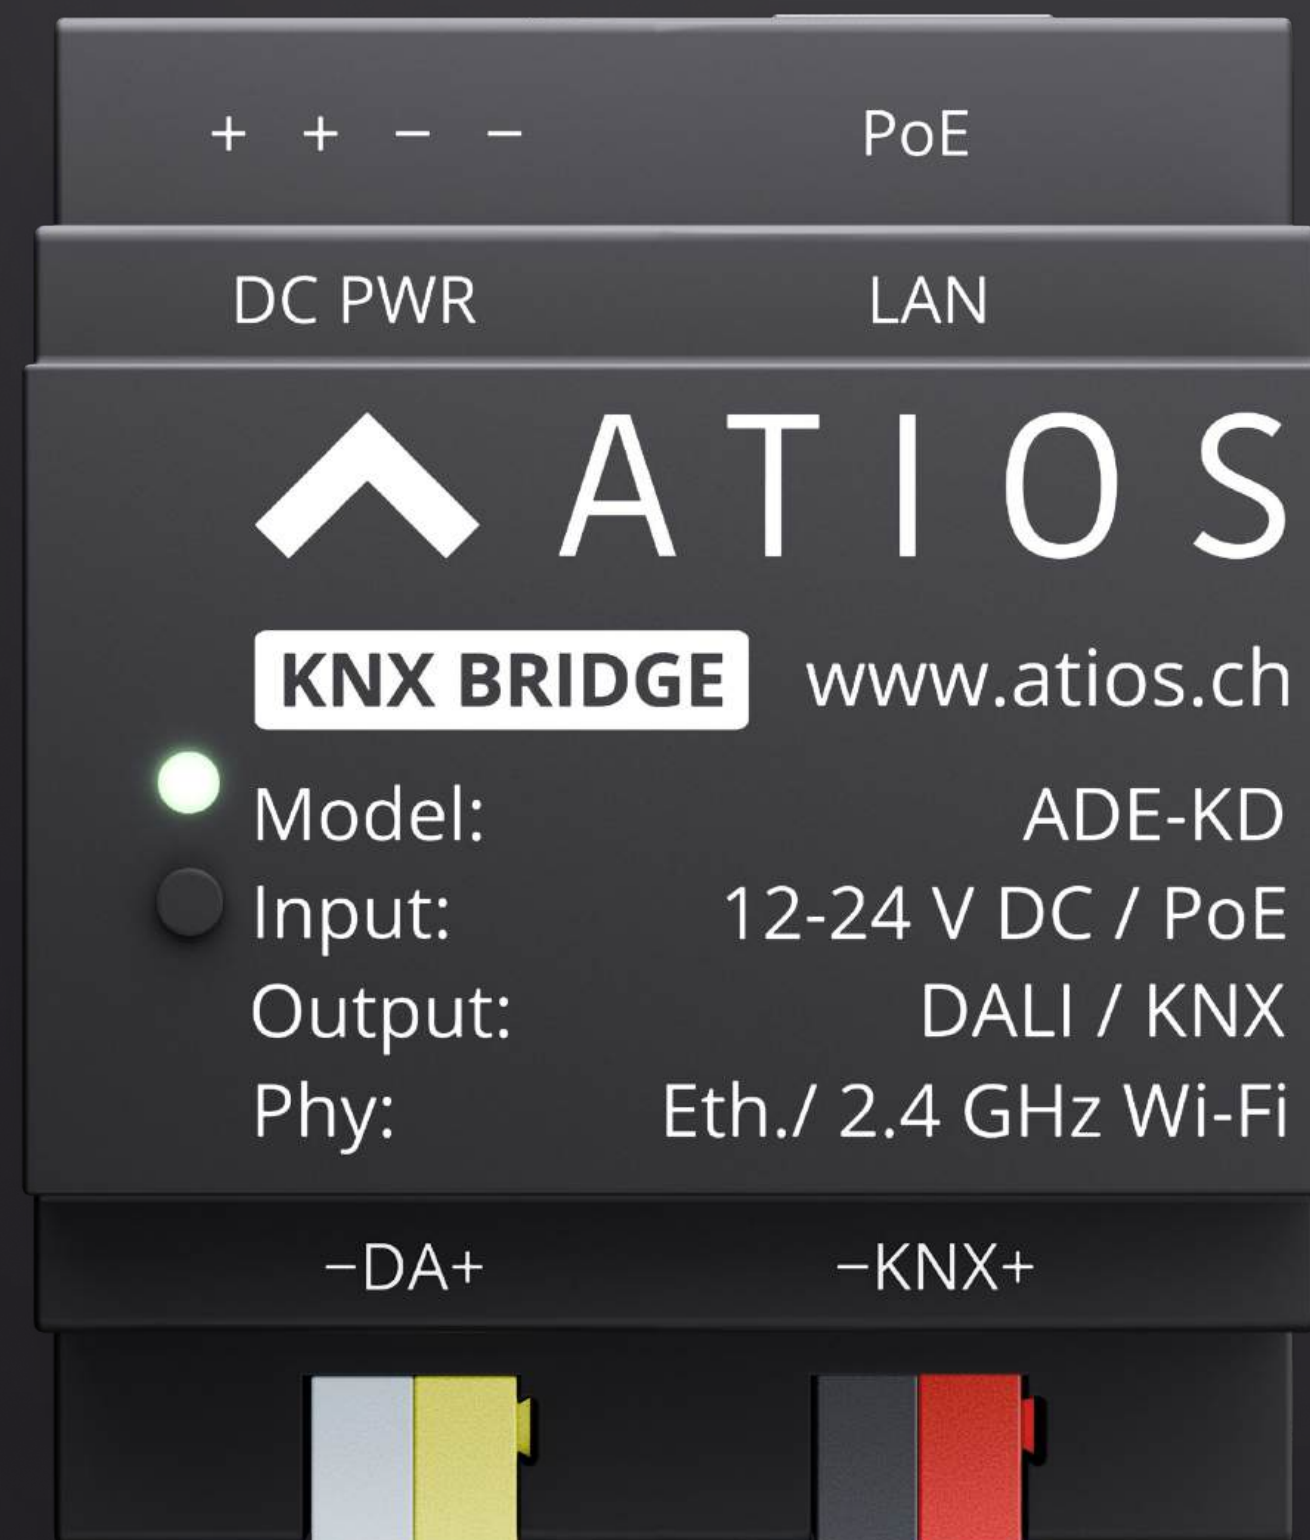 + + − − PoE
DC PWR LAN
ATIOS
KNX BRIDGE www.atios.ch
Model: ADE-KD
Input: 12-24 V DC / PoE
Output: DALI / KNX
Phy: Eth./ 2.4 GHz Wi-Fi
−DA+ −KNX+